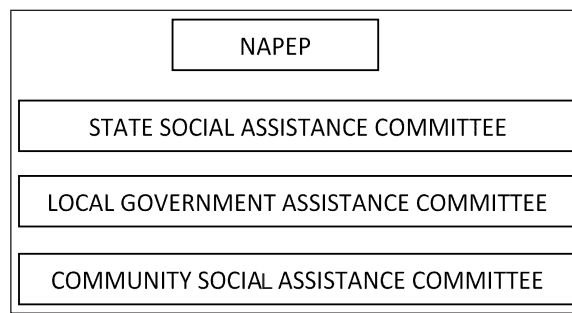 NAPEP
STATE SOCIAL ASSISTANCE COMMITTEE
LOCAL GOVERNMENT ASSISTANCE COMMITTEE
COMMUNITY SOCIAL ASSISTANCE COMMITTEE